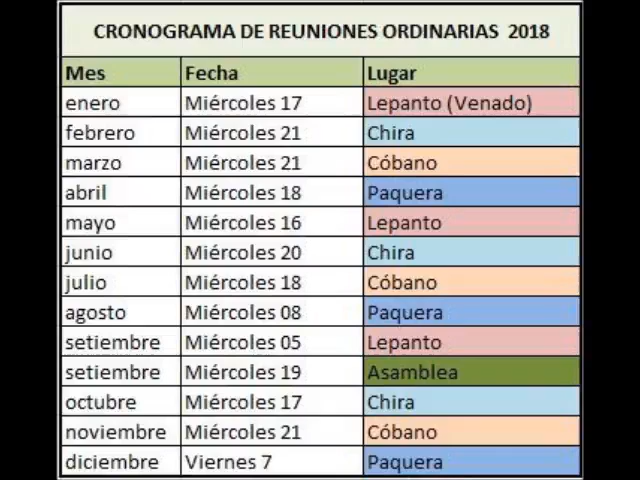 CRONOGRAMA DE REUNIONES ORDINARIAS 2018
Mes Fecha Lugar
enero Miércoles 17 Lepanto (Venado)
febrero Miércoles 21 Chira
marzo Miércoles 21 Cóbano
abril Miércoles 18 Paquera
mayo Miércoles 16 Lepanto
junio Miércoles 20 Chira
julio Miércoles 18 Cóbano
agosto Miércoles 08 Paquera
setiembre Miércoles 05 Lepanto
setiembre Miércoles 19 Asamblea
octubre Miércoles 17 Chira
noviembre Miércoles 21 Cóbano
diciembre Viernes 7 Paquera